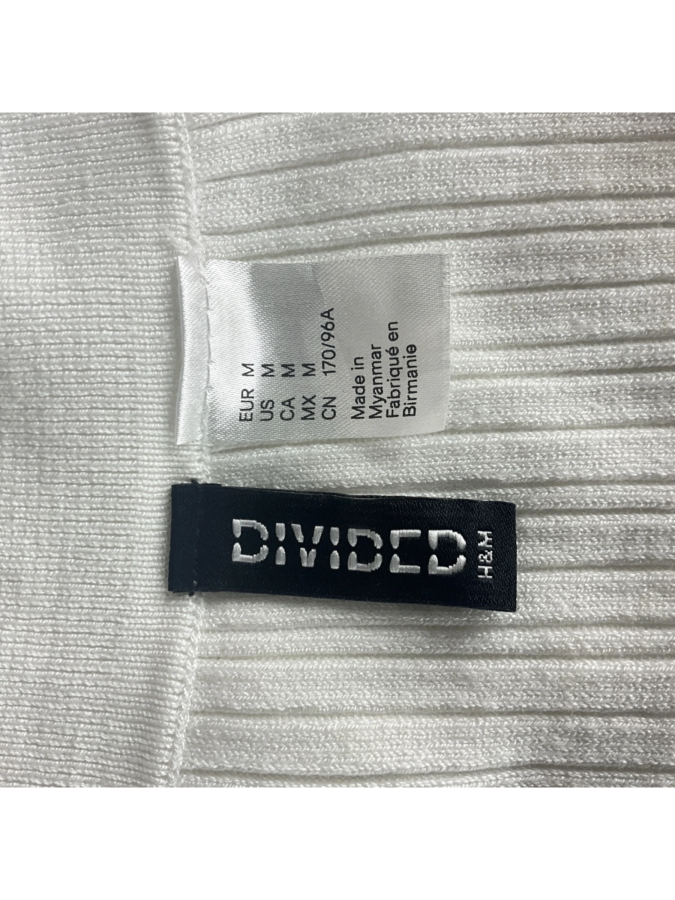 EUR M
US M
CA M
MX M
CN 170/96A
Made in
Myanmar
Fabriqué en
Birmanie
DIVIDED
H&M